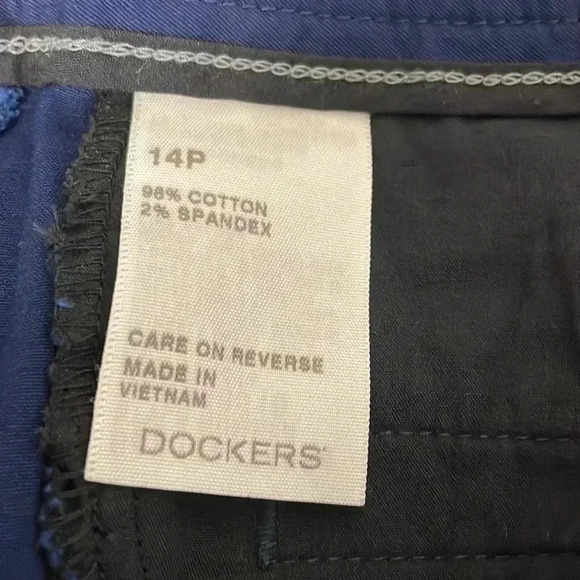 14P
98% COTTON
2% SPANDEX
CARE ON REVERSE
MADE IN
VIETNAM
DOCKERS